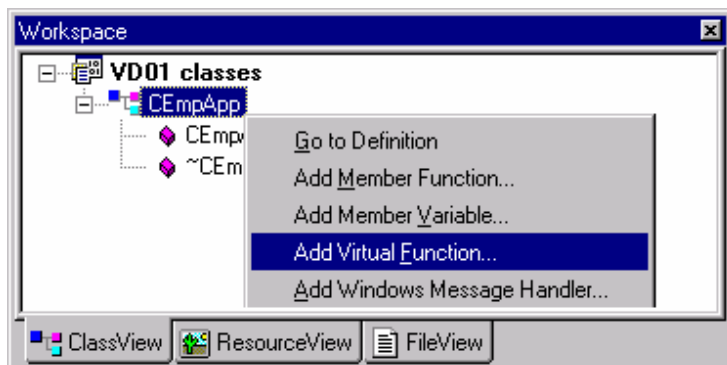 Workspace
VD01 classes
CEmpApp
CEmp
~CEm
Go to Definition
Add Member Function...
Add Member Variable...
Add Virtual Function...
Add Windows Message Handler...
ClassView ResourceView FileView